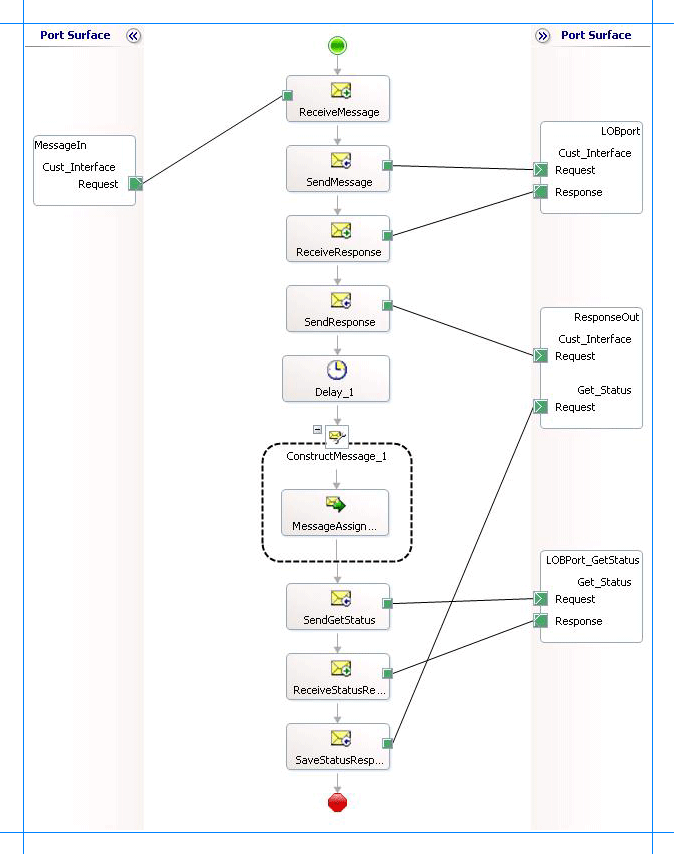 Port Surface
Port Surface
ReceiveMessage
MessageIn
Cust_Interface
Request
SendMessage
LOBport
Cust_Interface
Request
Response
ReceiveResponse
SendResponse
ResponseOut
Cust_Interface
Request
Get_Status
Request
Delay_1
ConstructMessage_1
MessageAssign...
LOBPort_GetStatus
Get_Status
Request
Response
SendGetStatus
ReceiveStatusRe...
SaveStatusResp...